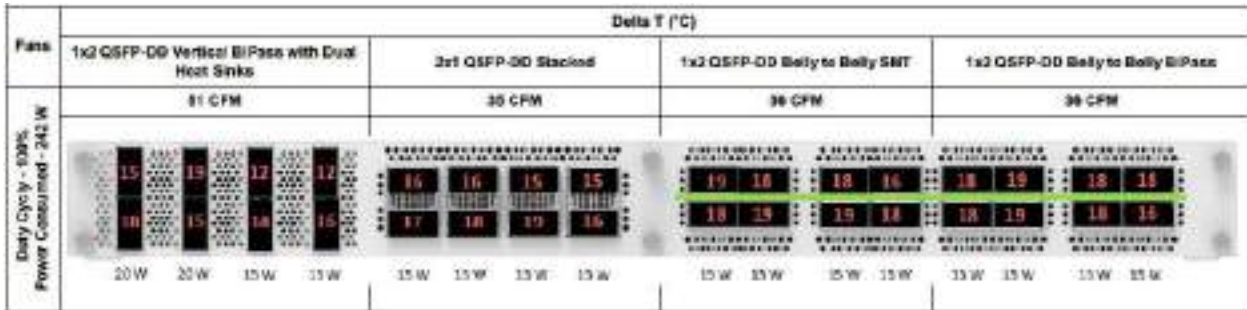 Delta T (°C)
Fans
1x2 QSFP-DD Vertical BiPass with Dual Heat Sinks
2x1 QSFP-DD Stacked
1x2 QSFP-DD Belly to Belly SMT
1x2 QSFP-DD Belly to Belly BiPass
Duty Cycly - 100%
Power Consumed - 242 W
35 CFM
36 CFM
36 CFM
15 19 12 12
16 16 15 15
19 18 18 16
18 19 18 18
15 16
17 18 19 16
18 19 19 18
18 19 18 16
20 W 20 W 15 W 15 W
15 W 15 W 15 W 15 W
15 W 15 W 15 W 15 W
15 W 15 W 15 W 15 W